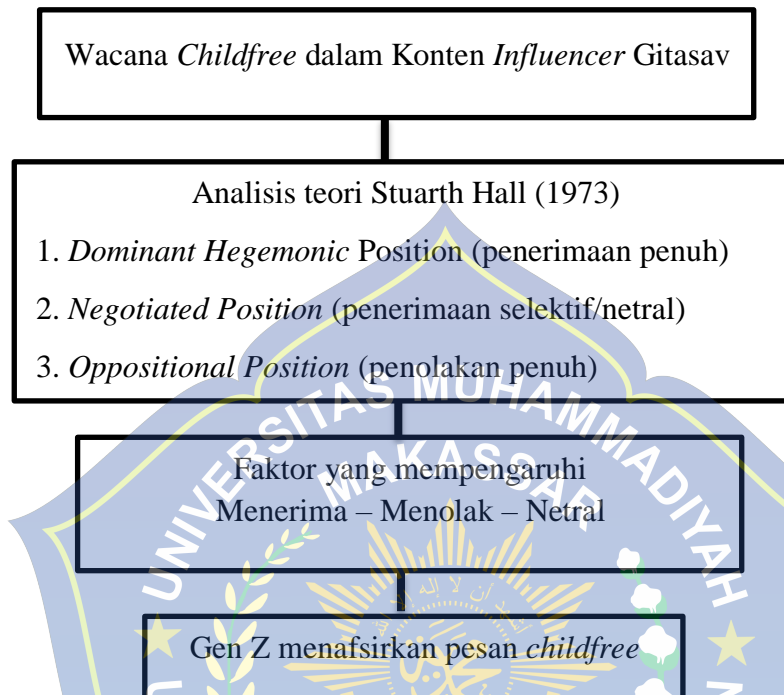 Wacana Childfree dalam Konten Influencer Gitasav
Analisis teori Stuarth Hall (1973)
1. Dominant Hegemonic Position (penerimaan penuh)
2. Negotiated Position (penerimaan selektif/netral)
3. Oppositional Position (penolakan penuh)
UNIVERSITAS MUHAMMADIYAH
MAKASSAR
Faktor yang mempengaruhi
Menerima – Menolak – Netral
Gen Z menafsirkan pesan childfree